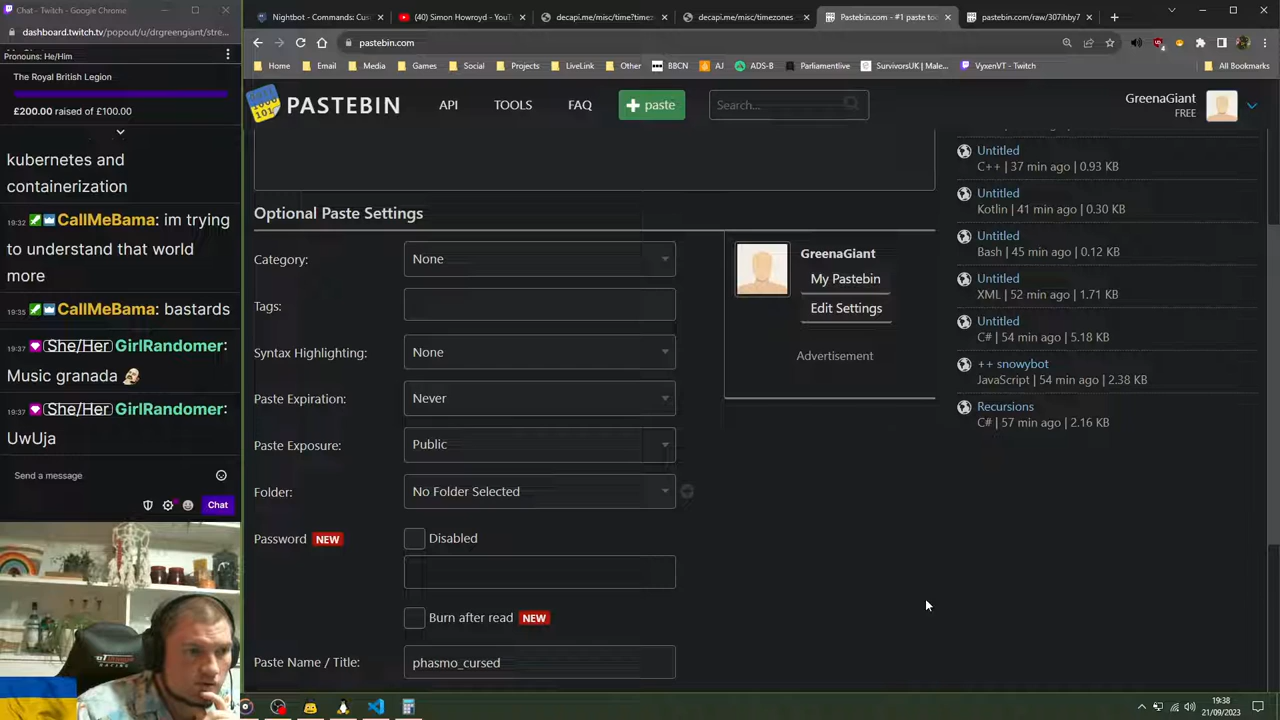 Chat - Twitch - Google Chrome
dashboard.twitch.tv/popout/u/drgreengiant/stre...
Pronouns: He/Him
The Royal British Legion
£200.00 raised of £100.00
kubernetes and
containerization
19:32 CallMeBama: im trying
to understand that world
more
19:35 CallMeBama: bastards
19:37 She/Her GirlRandomer:
Music granada
19:37 She/Her GirlRandomer:
UwUja
Send a message
Chat
Nightbot - Commands: Cus
(40) Simon Howroyd - YouT
decapi.me/misc/time?timez
decapi.me/misc/timezones
Pastebin.com - #1 paste too
pastebin.com/raw/307ihby7
pastebin.com
Home
Email
Media
Games
Social
Projects
LiveLink
Other
BBCN
AJ
ADS-B
Parliamentlive
SurvivorsUK | Male...
VyxenVT - Twitch
All Bookmarks
PASTEBIN
API
TOOLS
FAQ
+ paste
Search...
GreenaGiant
FREE
Optional Paste Settings
Category:
None
Tags:
Syntax Highlighting:
None
Paste Expiration:
Never
Paste Exposure:
Public
Folder:
No Folder Selected
Password NEW
Disabled
Burn after read NEW
Paste Name / Title:
phasmo_cursed
GreenaGiant
My Pastebin
Edit Settings
Advertisement
Untitled
C++ | 37 min ago | 0.93 KB
Untitled
Kotlin | 41 min ago | 0.30 KB
Untitled
Bash | 45 min ago | 0.12 KB
Untitled
XML | 52 min ago | 1.71 KB
Untitled
C# | 54 min ago | 5.18 KB
++ snowybot
JavaScript | 54 min ago | 2.38 KB
Recursions
C# | 57 min ago | 2.16 KB
19:38
21/09/2023